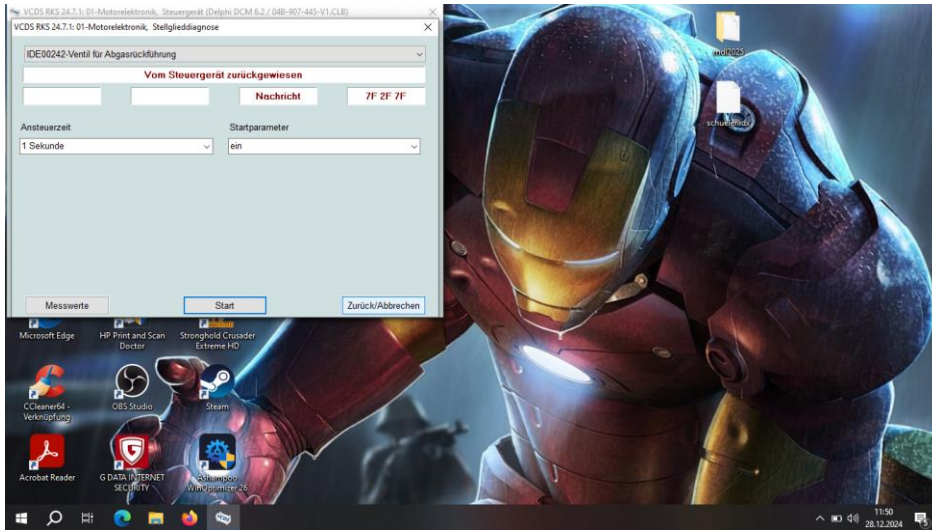 VCDS RKS 24.7.1: 01-Motorelektronik, Steuergerät (Delphi DCM 6.2 / 04B-907-445-V1.CLB)
VCDS RKS 24.7.1: 01-Motorelektronik, Stellglieddiagnose
IDE00242-Ventil für Abgasrückführung
Vom Steuergerät zurückgewiesen
Nachricht
7F 2F 7F
Ansteuerzeit
Startparameter
1 Sekunde
ein
Messwerte
Start
Zurück/Abbrechen
Microsoft Edge
HP Print and Scan
Doctor
Stronghold Crusader
Extreme HD
CCleaner64 -
Verknüpfung
OBS Studio
Steam
Acrobat Reader
G DATA INTERNET
SECURITY
Ashampoo
WinOptimizer 26
11:50
28.12.2024